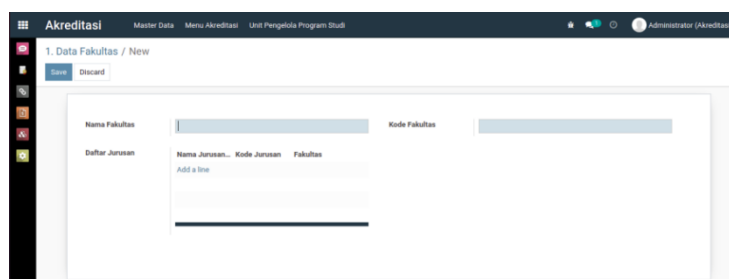 Akreditasi Master Data Menu Akreditasi Unit Pengelola Program Studi Administrator (Akreditasi
1. Data Fakultas / New
Save Discard
Nama Fakultas Kode Fakultas
Daftar Jurusan Nama Jurusan... Kode Jurusan Fakultas
Add a line